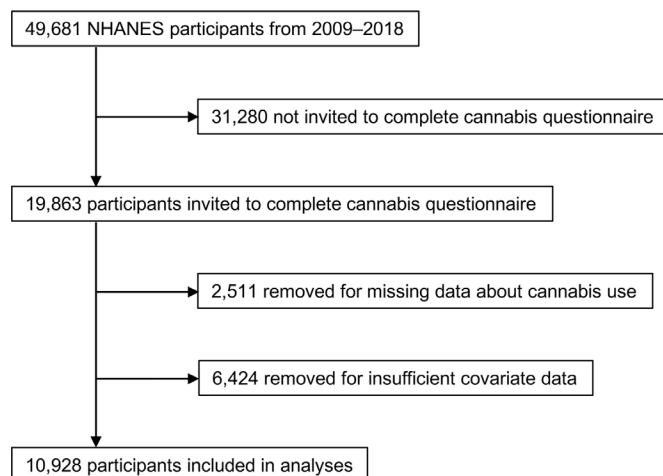 49,681 NHANES participants from 2009–2018
31,280 not invited to complete cannabis questionnaire
19,863 participants invited to complete cannabis questionnaire
2,511 removed for missing data about cannabis use
6,424 removed for insufficient covariate data
10,928 participants included in analyses